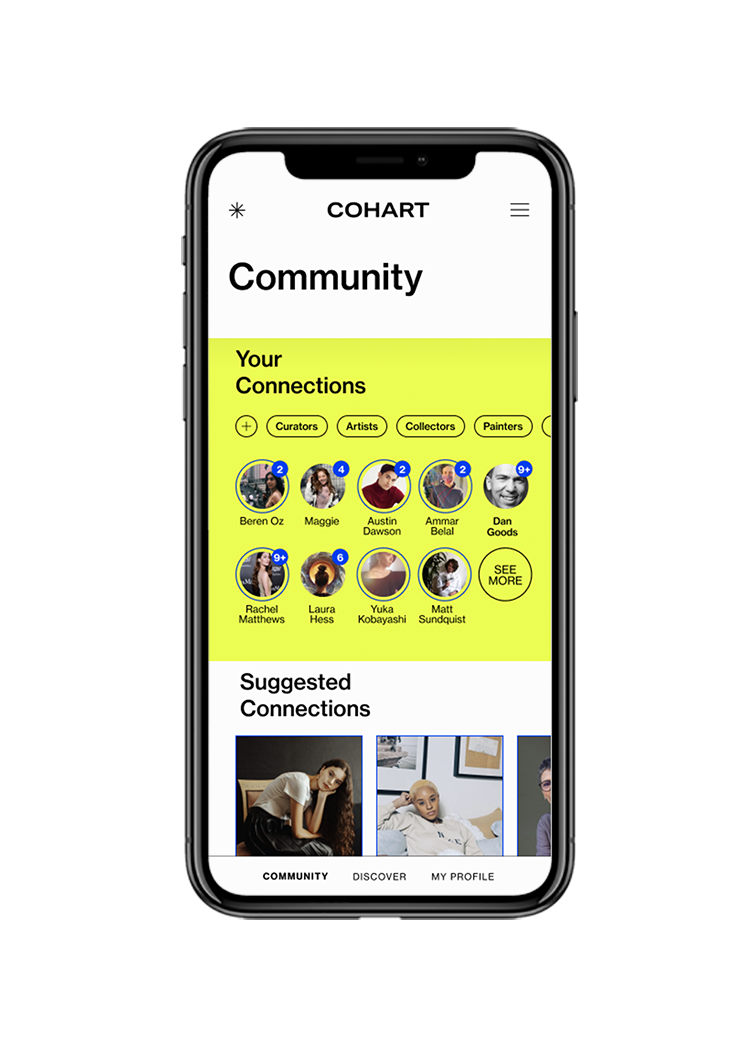 COHART
Community
Your
Connections
Curators Artists Collectors Painters
2 4 2 2 9+
Beren Oz Maggie Austin Ammar Dan
Dawson Belal Goods
9+ 6 SEE
MORE
Rachel Laura Yuka Matt
Matthews Hess Kobayashi Sundquist
Suggested
Connections
COMMUNITY DISCOVER MY PROFILE